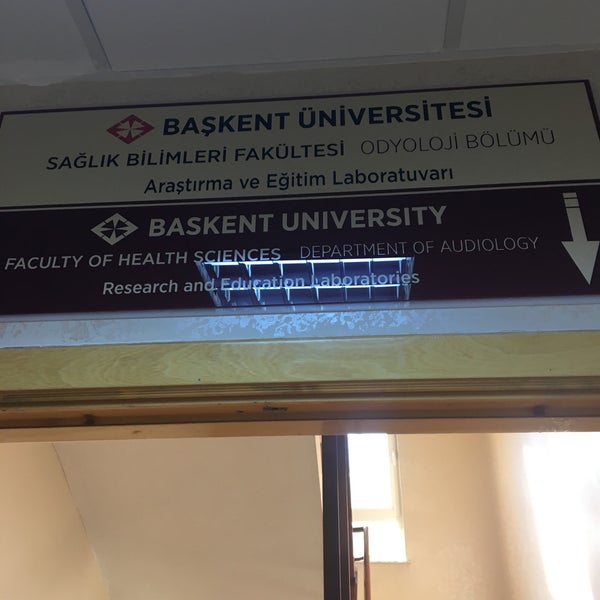 BAŞKENT ÜNİVERSİTESİ
SAĞLIK BİLİMLERİ FAKÜLTESİ ODYOLOJİ BÖLÜMÜ
Araştırma ve Eğitim Laboratuvarı
BASKENT UNIVERSITY
FACULTY OF HEALTH SCIENCES DEPARTMENT OF AUDIOLOGY
Research and Education Laboratories